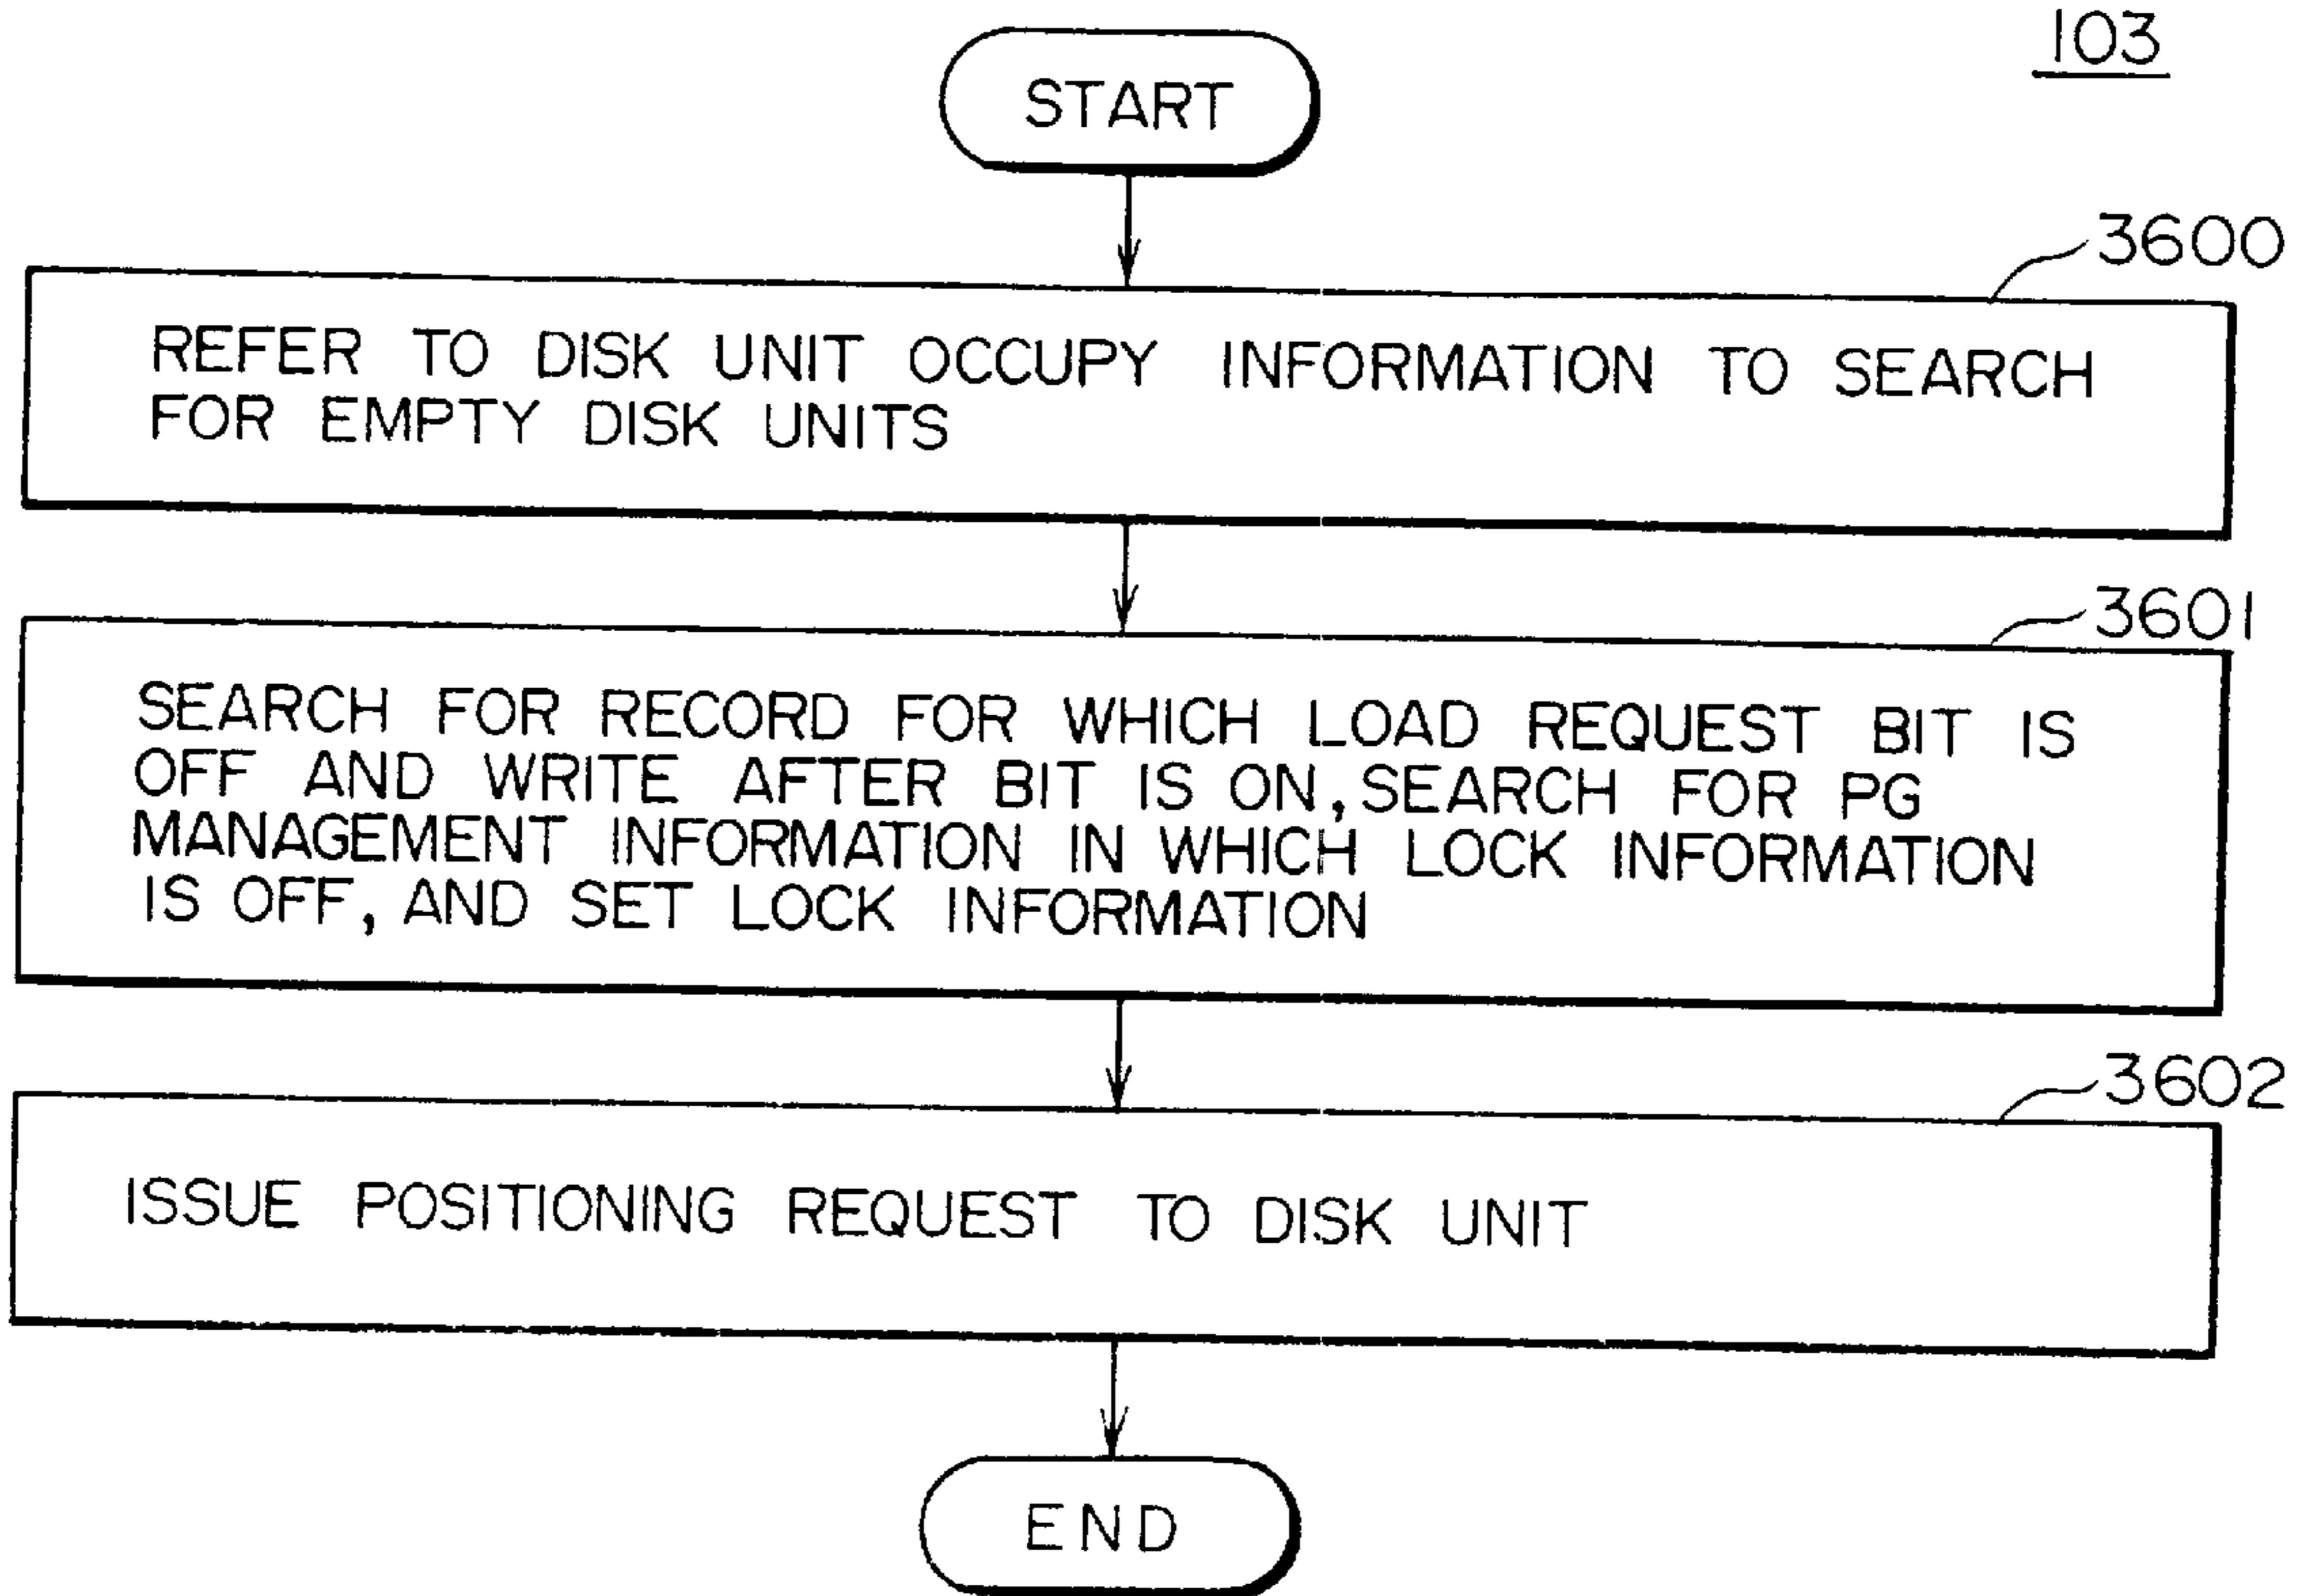 103
START
3600
REFER TO DISK UNIT OCCUPY INFORMATION TO SEARCH
FOR EMPTY DISK UNITS
3601
SEARCH FOR RECORD FOR WHICH LOAD REQUEST BIT IS
OFF AND WRITE AFTER BIT IS ON, SEARCH FOR PG
MANAGEMENT INFORMATION IN WHICH LOCK INFORMATION
IS OFF, AND SET LOCK INFORMATION
3602
ISSUE POSITIONING REQUEST TO DISK UNIT
END